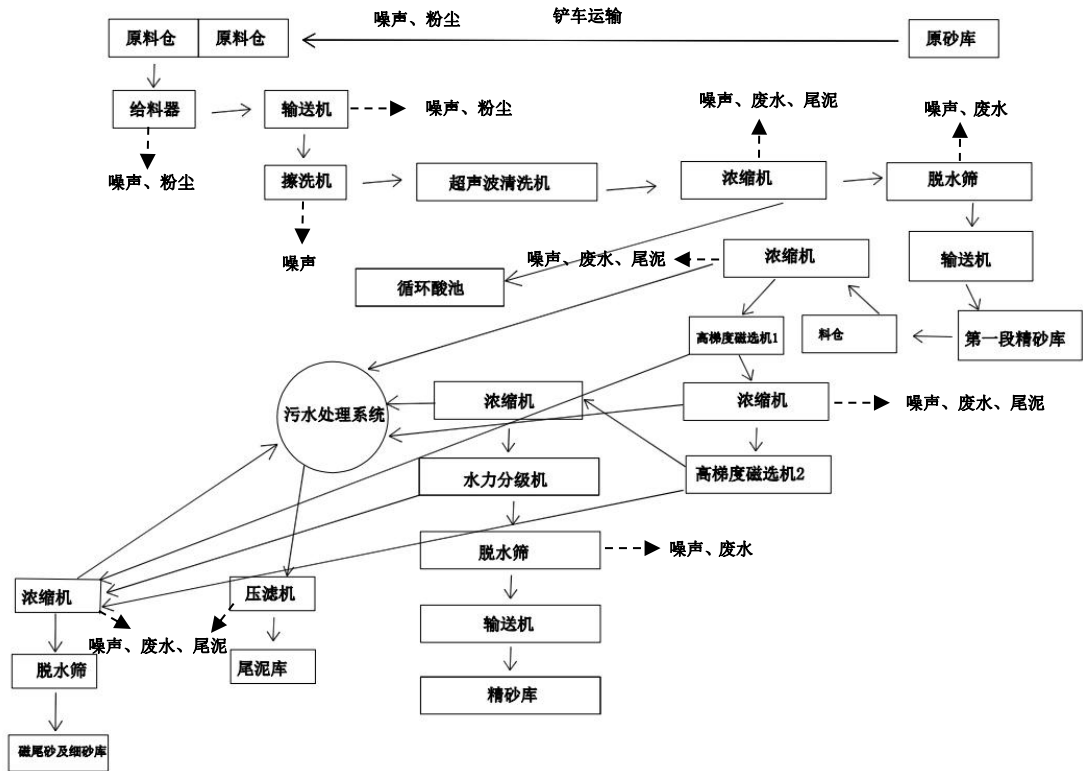 噪声、粉尘
铲车运输
原料仓
原料仓
原砂库
给料器
输送机
噪声、粉尘
噪声、废水、尾泥
噪声、废水
噪声、粉尘
擦洗机
超声波清洗机
浓缩机
脱水筛
噪声
噪声、废水、尾泥
浓缩机
输送机
循环酸池
高梯度磁选机1
料仓
第一段精砂库
污水处理系统
浓缩机
浓缩机
噪声、废水、尾泥
水力分级机
高梯度磁选机2
脱水筛
噪声、废水
浓缩机
压滤机
噪声、废水、尾泥
输送机
脱水筛
尾泥库
精砂库
磁尾砂及细砂库